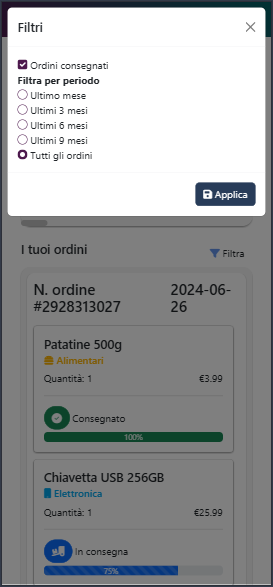 Filtri
Ordini consegnati
Filtra per periodo
Ultimo mese
Ultimi 3 mesi
Ultimi 6 mesi
Ultimi 9 mesi
Tutti gli ordini
Applica
I tuoi ordini
Filtra
N. ordine 2024-06-
#2928313027 26
Patatine 500g
Alimentari
Quantità: 1 €3.99
Consegnato
100%
Chiavetta USB 256GB
Elettronica
Quantità: 1 €25.99
In consegna
75%